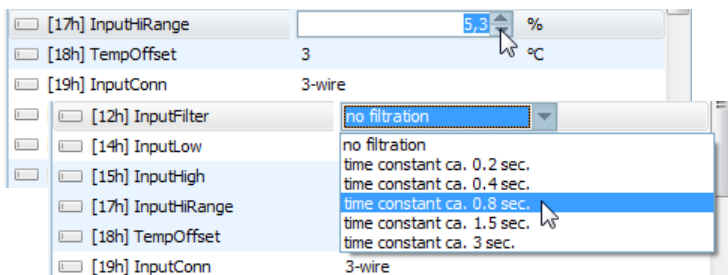 [17h] InputHiRange 5,3 %
[18h] TempOffset 3 ºC
[19h] InputConn 3-wire
[12h] InputFilter no filtration
[14h] InputLow no filtration
time constant ca. 0.2 sec.
[15h] InputHigh time constant ca. 0.4 sec.
[17h] InputHiRange time constant ca. 0.8 sec.
time constant ca. 1.5 sec.
[18h] TempOffset time constant ca. 3 sec.
[19h] InputConn 3-wire